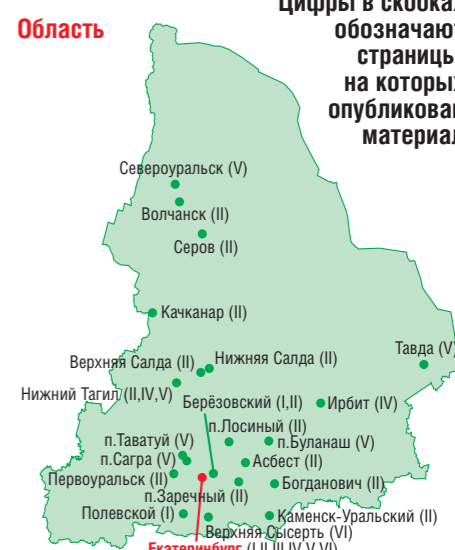 Область
Цифры в скобках
обозначают
страницы,
на которых
опубликован
материал
Североуральск (V)
Волчанск (II)
Серов (II)
Качканар (II)
Тавда (V)
Верхняя Салда (II)
Нижняя Салда (II)
Нижний Тагил (II,IV,V)
Берёзовский (I,II)
Ирбит (IV)
п.Лосиный (II)
п.Таватуй (V)
п.Буланаш (V)
п.Сагра (V)
Асбест (II)
Первоуральск (II)
Богданович (II)
п.Заречный (II)
Полевской (I)
Каменск-Уральский (II)
Верхняя Сысерть (VI)
Екатеринбург